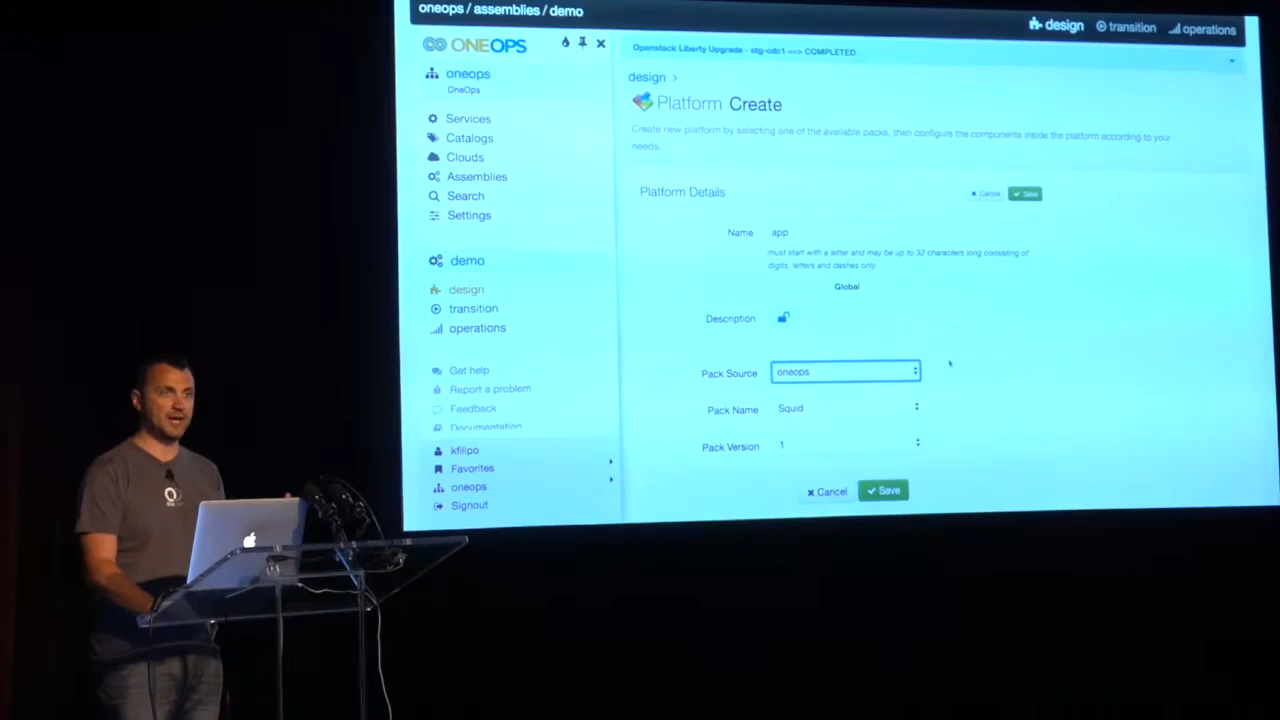 oneops / assemblies / demo
design transition operations
ONEOPS
oneops
OneOps
Services
Catalogs
Clouds
Assemblies
Search
Settings
demo
design
transition
operations
Get help
Report a problem
Feedback
Documentation
kfilipo
Favorites
oneops
Signout
Openstack Liberty Upgrade - stg-cdc1 ==> COMPLETED
design >
Platform Create
Create new platform by selecting one of the available packs, then configure the components inside the platform according to your
needs.
Platform Details
Cancel Save
Name app
must start with a letter and may be up to 32 characters long consisting of
digits, letters and dashes only
Global
Description
Pack Source oneops
Pack Name Squid
Pack Version 1
Cancel Save